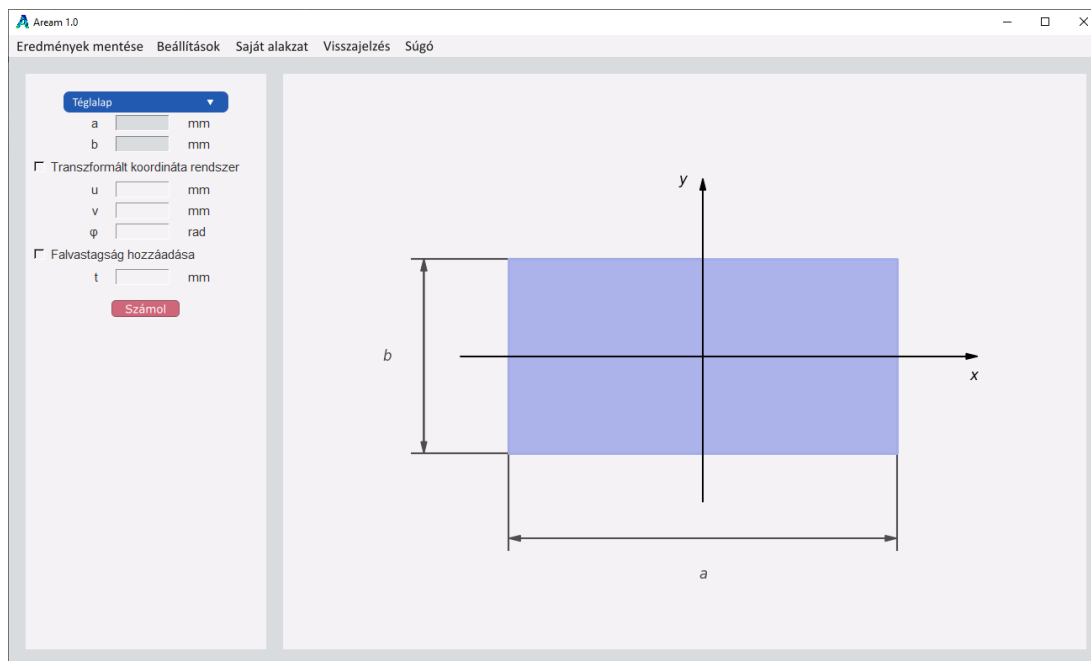 Aream 1.0
Eredmények mentése Beállítások Saját alakzat Visszajelzés Súgó
Téglalap
a mm
b mm
Transzformált koordináta rendszer
u mm
v mm
φ rad
Falvastagság hozzáadása
t mm
Számol
y
b
x
a